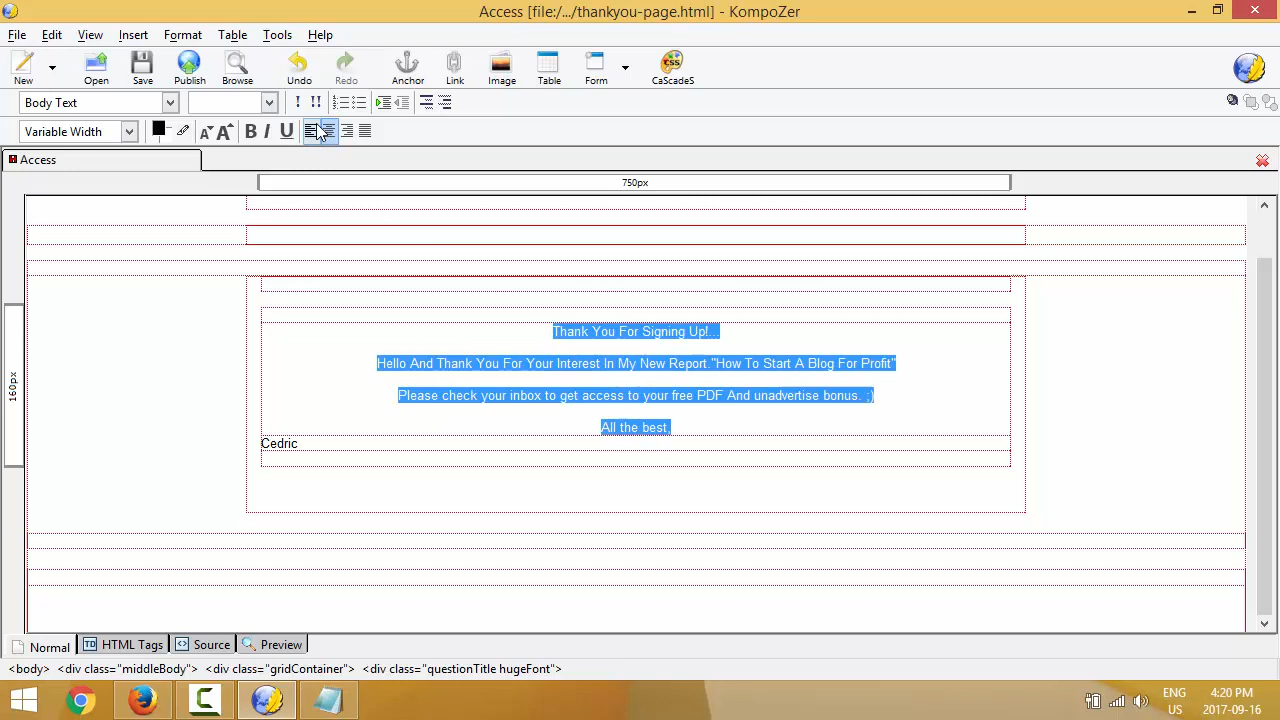 Access [file:/.../thankyou-page.html] - KompoZer
File Edit View Insert Format Table Tools Help
New Open Save Publish Browse Undo Redo Anchor Link Image Table Form CaScadeS
Body Text
Variable Width
Access
750px
160px
Thank You For Signing Up!...
Hello And Thank You For Your Interest In My New Report."How To Start A Blog For Profit"
Please check your inbox to get access to your free PDF And unadvertise bonus. :)
All the best,
Cedric
Normal HTML Tags Source Preview
<body> <div class="middleBody"> <div class="gridContainer"> <div class="questionTitle hugeFont">
ENG 4:20 PM
US 2017-09-16